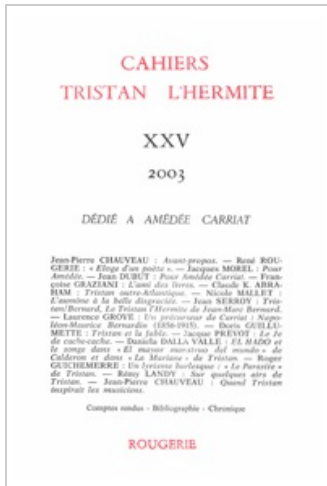 CAHIERS
TRISTAN L'HERMITE
XXV
2003
DÉDIÉ A AMÉDÉE CARRIAT
Jean-Pierre CHAUVEAU : Avant-propos. — René ROU-
GERIE : « Eloge d'un poète ». — Jacques MOREL : Pour
Amédée. — Jean DUBUT : Pour Amédée Carriat. — Fran-
çoise GRAZIANI : L'ami des livres. — Claude K. ABRA-
HAM : Tristan outre-Atlantique. — Nicole MALLET :
L'aumône à la belle disgraciée. — Jean SERROY : Tris-
tan/Bernard, Le Tristan l'Hermite de Jean-Marc Bernard.
— Laurence GROVE : Un précurseur de Carriat : Napo-
léon-Maurice Bernardin (1856-1915). — Doris GUILLU-
METTE : Tristan et la fable. — Jacques PRÉVOT : Le Je
de cache-cache. — Daniela DALLA VALLE : EL HADO et
le songe dans « El mayor monstruo del mundo » de
Calderon et dans « La Mariane » de Tristan. — Roger
GUICHEMERRE : Un lyrisme burlesque : « Le Parasite »
de Tristan. — Rémy LANDY : Sur quelques airs de
Tristan. — Jean-Pierre CHAUVEAU : Quand Tristan
inspirait les musiciens.
Comptes rendus - Bibliographie - Chronique
ROUGERIE